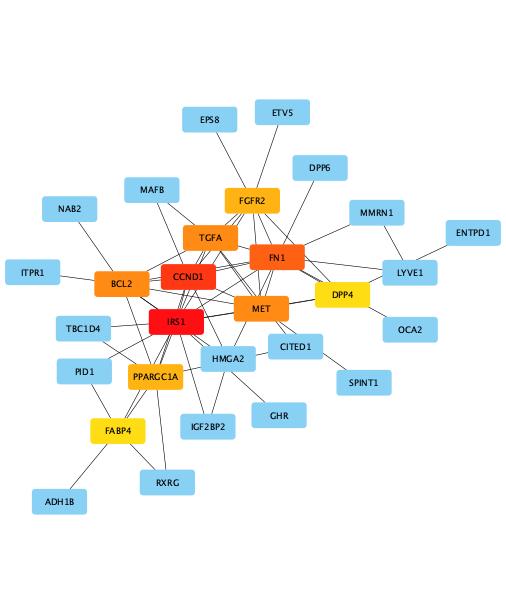 ETV5
EPS8
DPP6
MAFB
FGFR2
NAB2
MMRN1
ENTPD1
TGFA
FN1
ITPR1
CCND1
LYVE1
BCL2
DPP4
MET
IRS1
TBC1D4
OCA2
CITED1
HMGA2
PID1
PPARGC1A
SPINT1
GHR
IGF2BP2
FABP4
RXRG
ADH1B